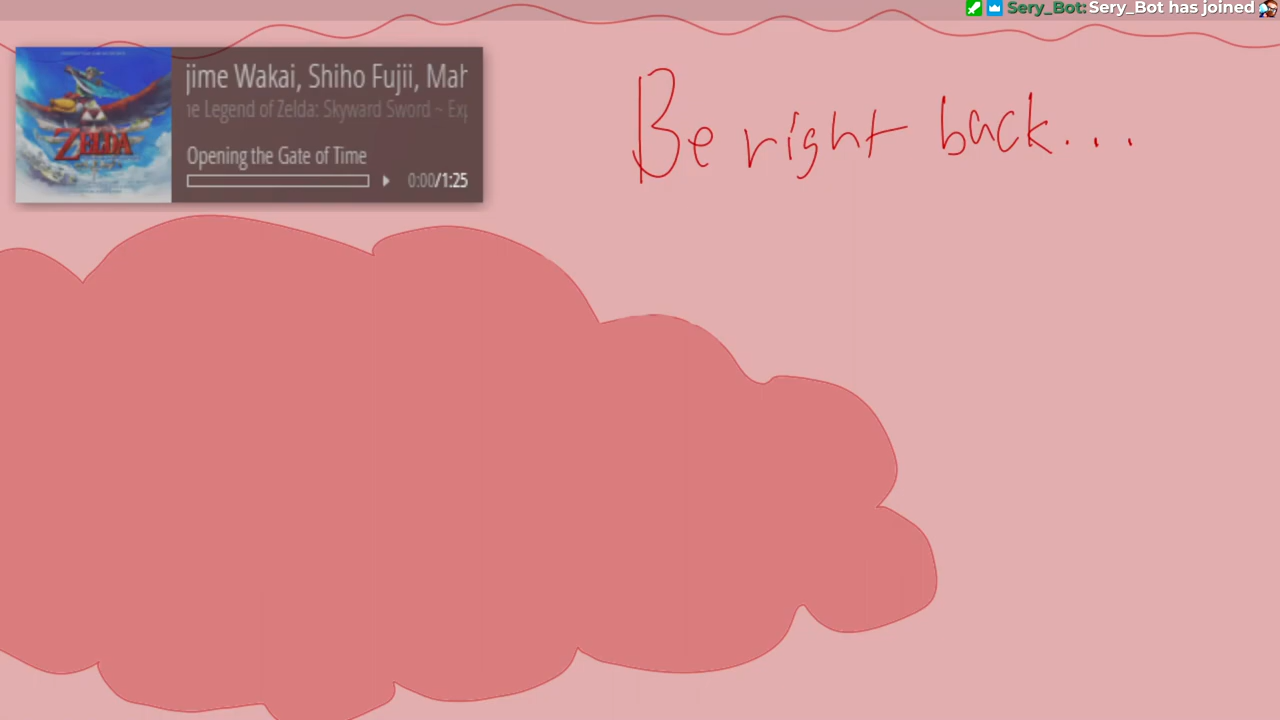 Sery_Bot: Sery_Bot has joined
jime Wakai, Shiho Fujii, Mah
ne Legend of Zelda: Skyward Sword ~ Exp
ZELDA
Opening the Gate of Time
0:00/1:25
Be right back...